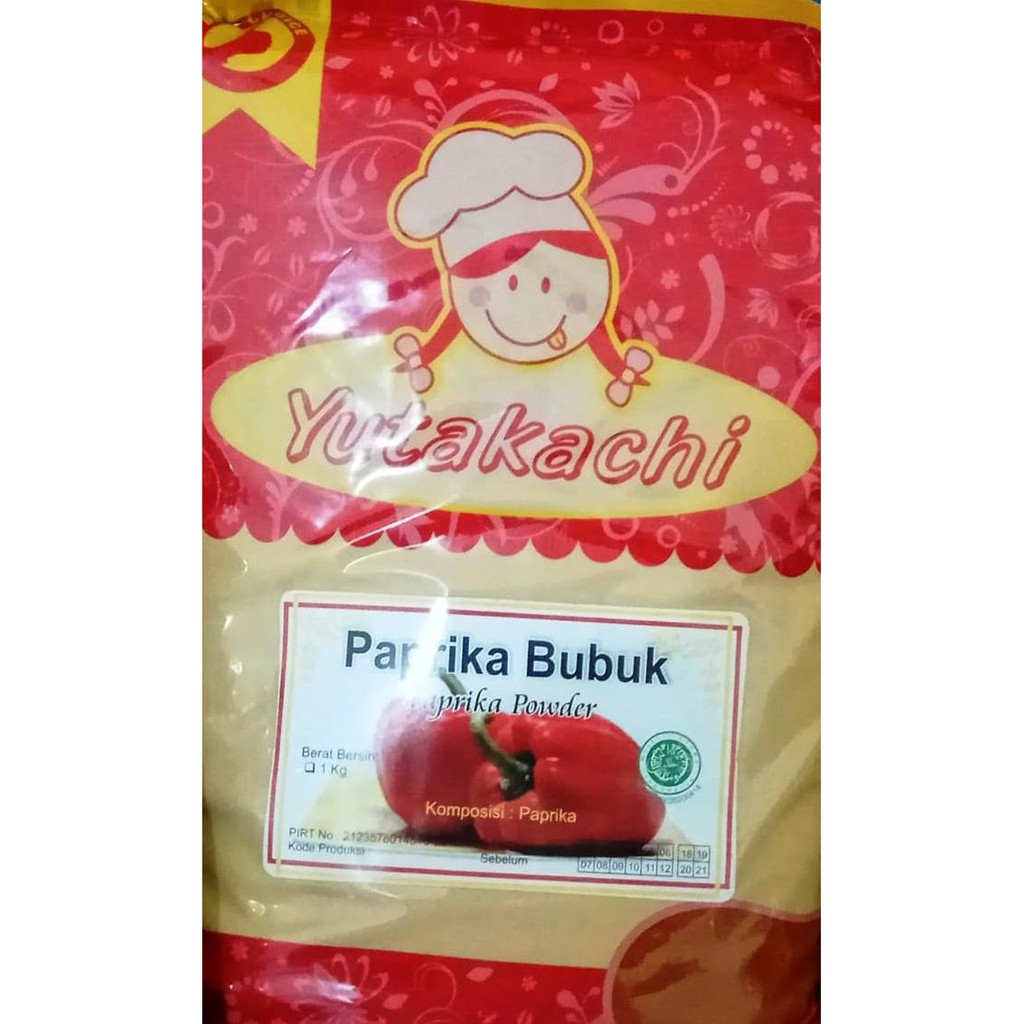 Yutakachi
Paprika Bubuk
Paprika Powder
Berat Bersih:
1 Kg
Komposisi : Paprika
PIRT No :
Kode Produksi
Sebelum
06 18 19
07 08 09 10 11 12 20 21